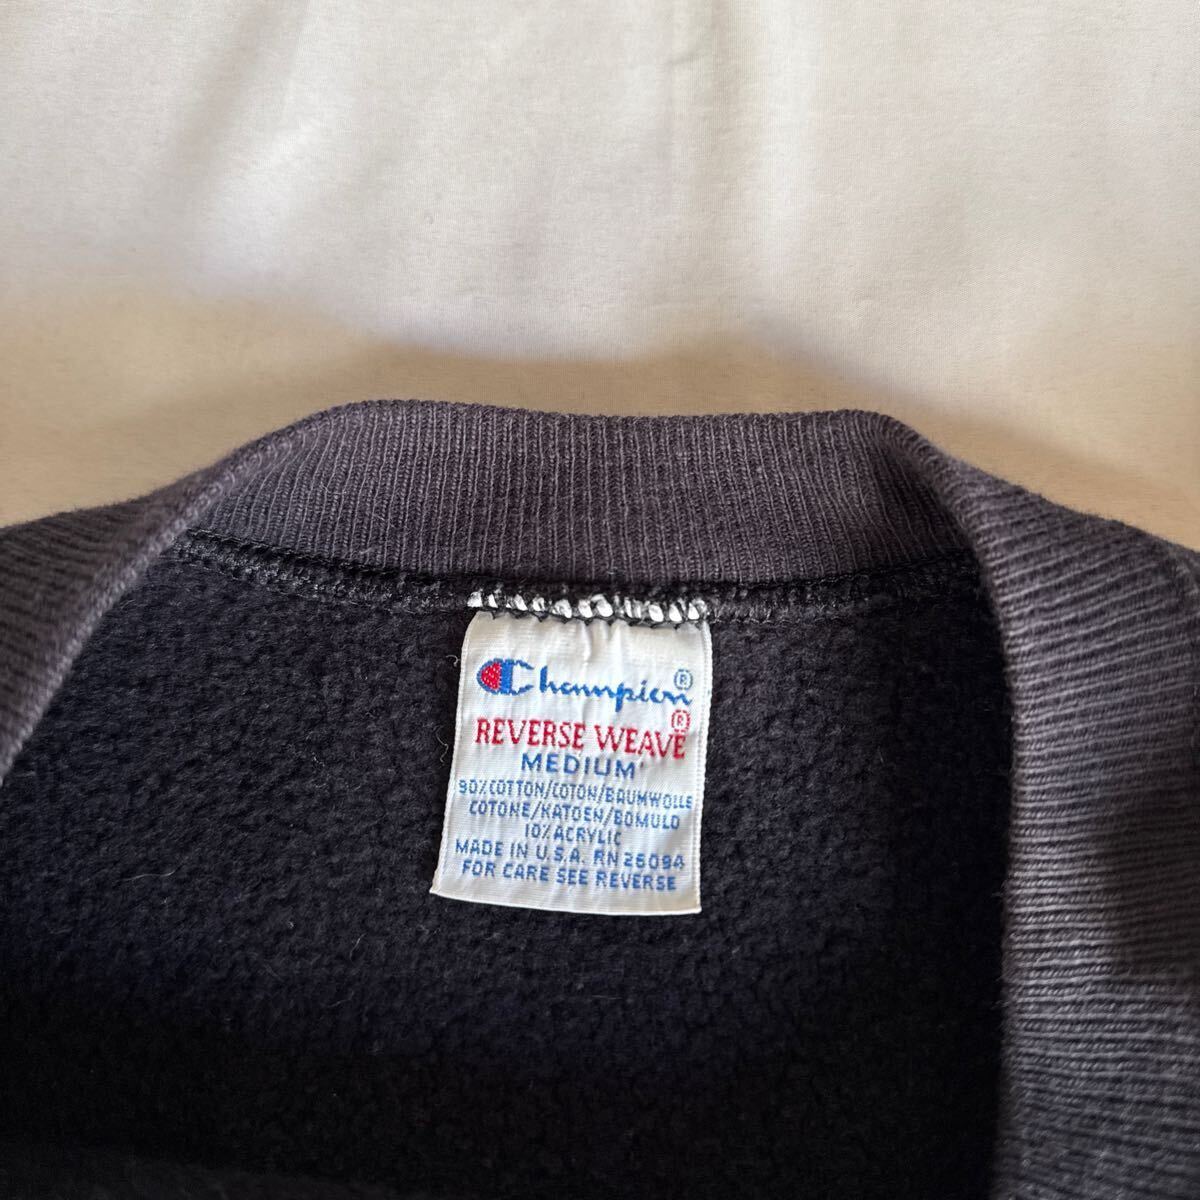 Champion®
REVERSE WEAVE®
MEDIUM
90% COTTON/COTON/BAUMWOLLE
COTONE/KATOEN/BOMULD
10% ACRYLIC
MADE IN U.S.A. RN 26094
FOR CARE SEE REVERSE